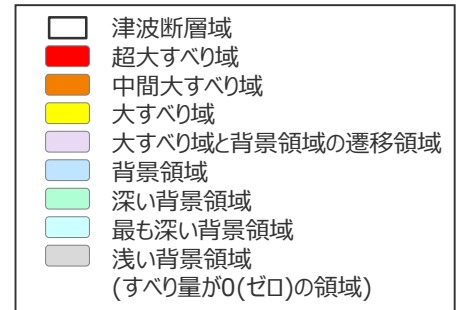 津波断層域
超大すべり域
中間大すべり域
大すべり域
大すべり域と背景領域の遷移領域
背景領域
深い背景領域
最も深い背景領域
浅い背景領域
(すべり量が0(ゼロ)の領域)